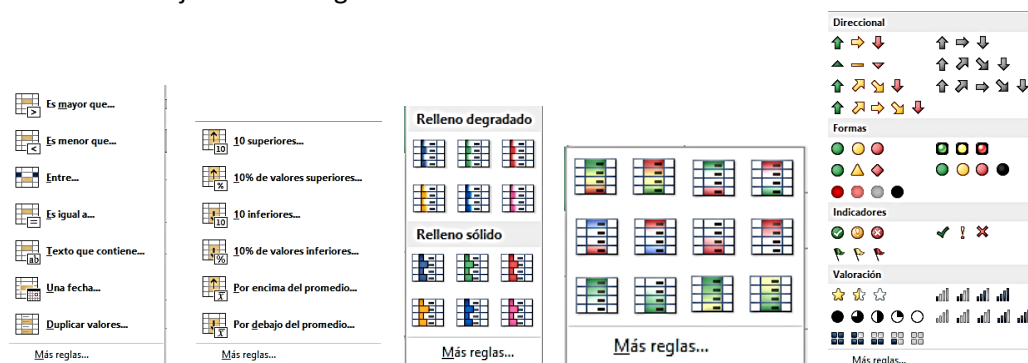 Es mayor que...
Es menor que...
Entre...
Es igual a...
Texto que contiene...
Una fecha...
Duplicar valores...
Más reglas...
10 superiores...
10% de valores superiores...
10 inferiores...
10% de valores inferiores...
Por encima del promedio...
Por debajo del promedio...
Más reglas...
Relleno degradado
Relleno sólido
Más reglas...
Más reglas...
Direccional
Formas
Indicadores
Valoración
Más reglas...